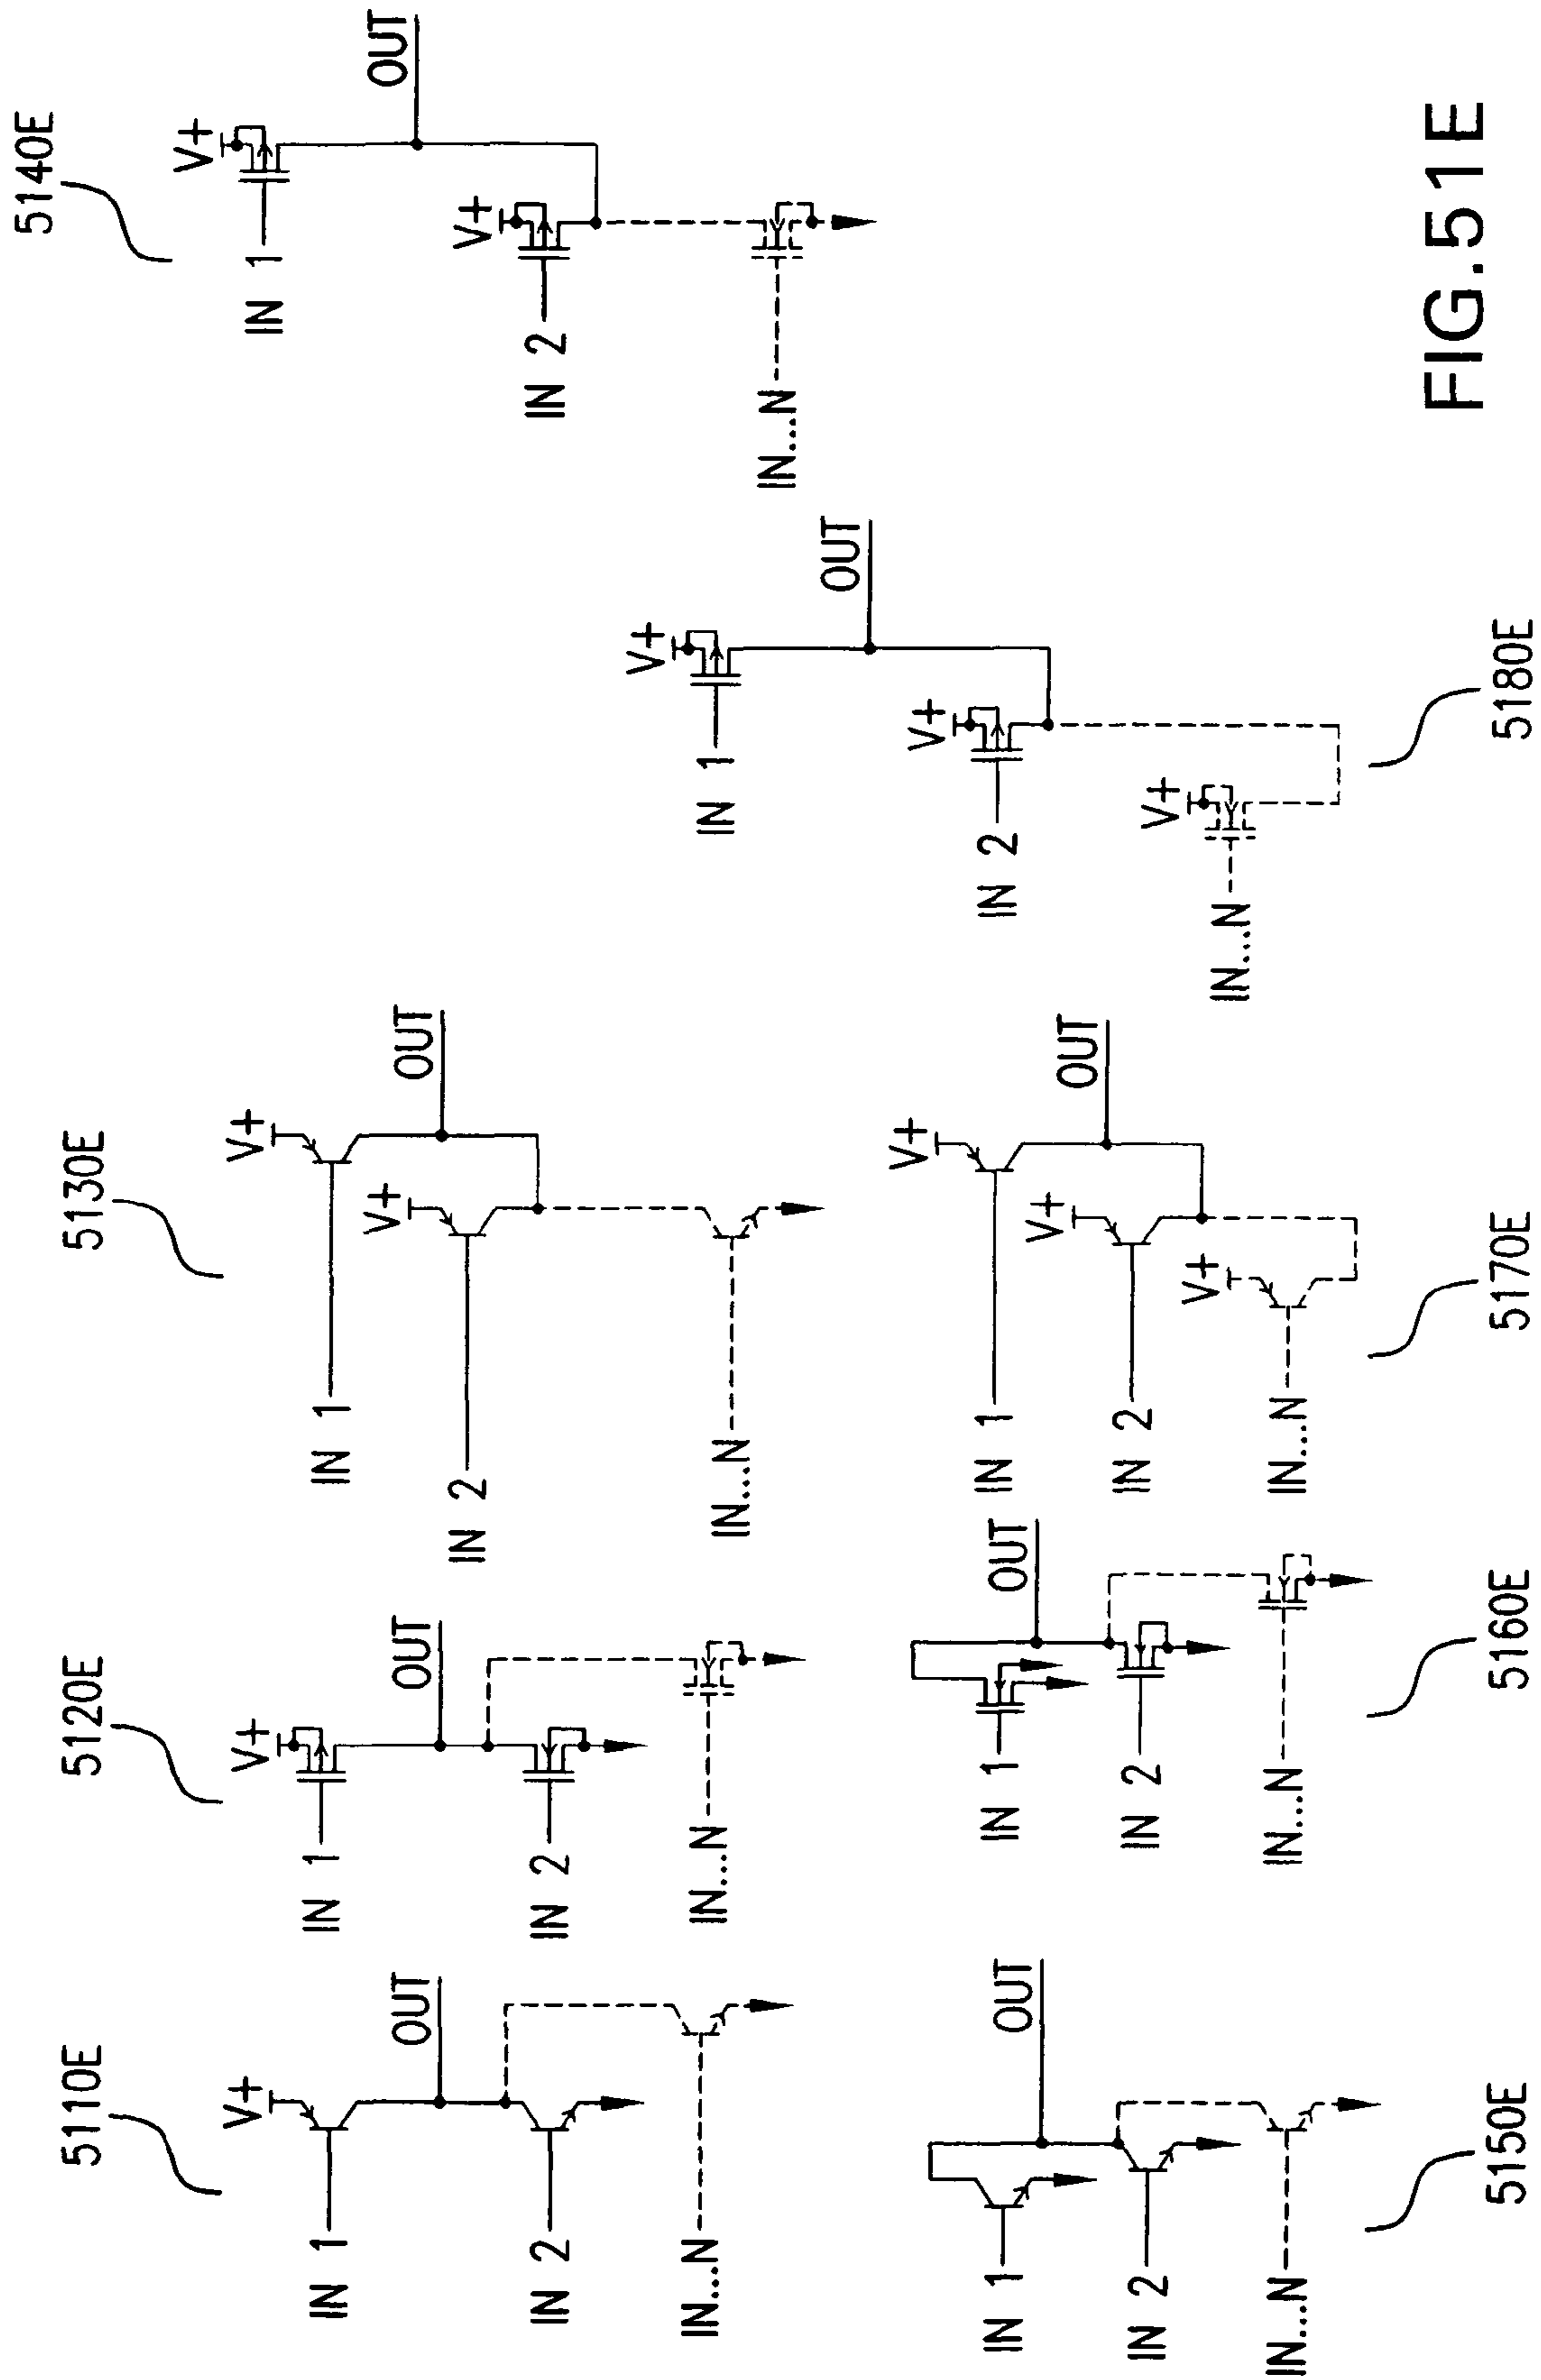 5110E
V+
IN 1
OUT
IN 2
IN...N
5120E
V+
IN 1
OUT
IN 2
IN...N
5130E
V+
IN 1
V+
OUT
IN 2
IN...N
5140E
V+
IN 1
OUT
V+
IN 2
IN...N
5150E
IN 1
OUT
IN 2
IN...N
5160E
IN 1
OUT
IN 2
IN...N
5170E
V+
IN 1
OUT
V+
IN 2
V+
IN...N
5180E
V+
IN 1
OUT
V+
IN 2
V+
IN...N
FIG.51E